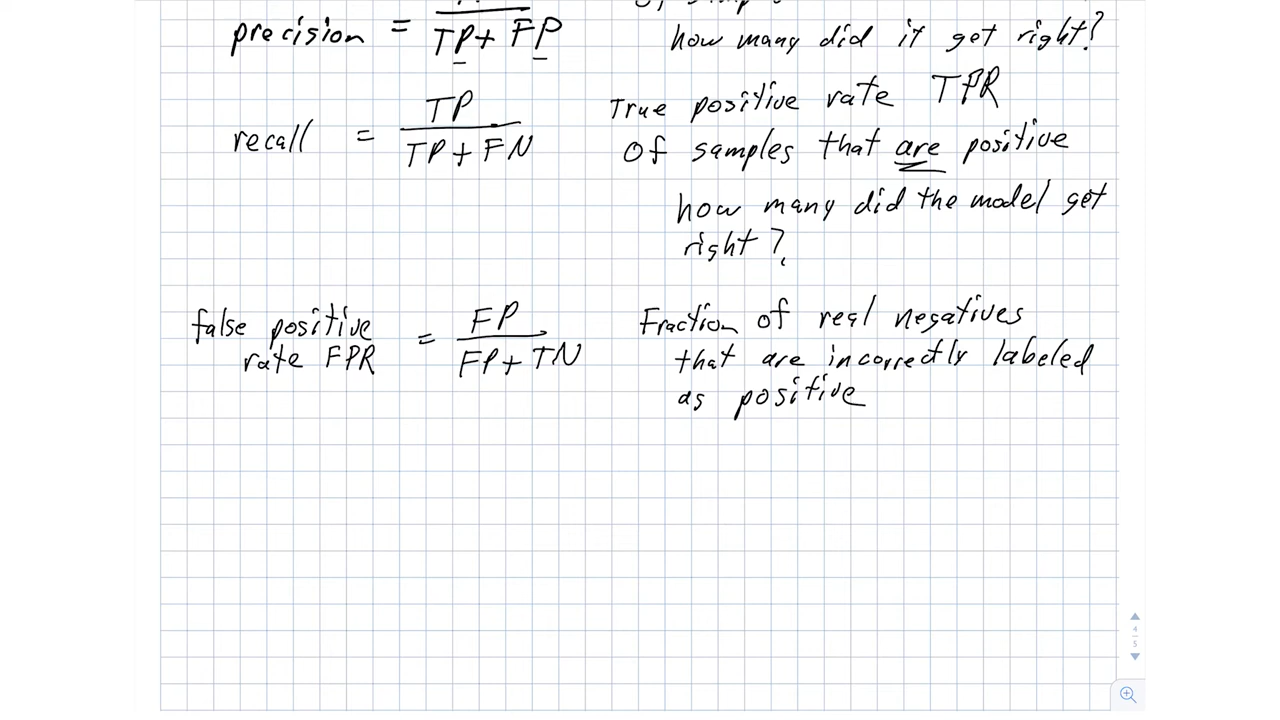 precision =
TP + FP
how many did it get right?
recall = TP
TP + FN
True positive rate TPR
Of samples that are positive
how many did the model get
right?
false positive
rate FPR = FP
FP + TN
Fraction of real negatives
that are incorrectly labeled
as positive
4
5